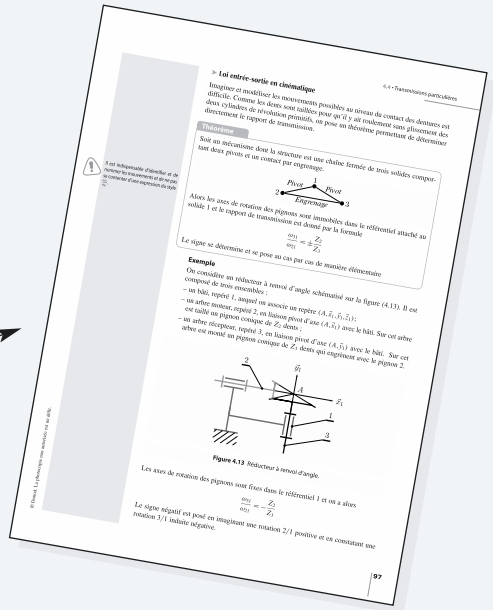 4.4 • Transmissions particulières
➤ Loi entrée-sortie en cinématique
Imaginer et modéliser les mouvements possibles au niveau du contact des dentures est
difficile. Comme les dents sont taillées pour qu'il y ait roulement sans glissement des
deux cylindres de révolution primitifs, on pose un théorème permettant de déterminer
directement le rapport de transmission.
Théorème
Soit un mécanisme dont la structure est une chaîne fermée de trois solides compor-
tant deux pivots et un contact par engrenage.
1
Pivot Pivot
2 3
Engrenage
Alors les axes de rotation des pignons sont immobiles dans le référentiel attaché au
solide 1 et le rapport de transmission est donné par la formule
ω₃₁/ω₂₁ = ± Z₂/Z₃
Le signe se détermine et se pose au cas par cas de manière élémentaire
!
Il est indispensable d'identifier et de
nommer les mouvements et de ne pas
se contenter d'une expression du style
Exemple
On considère un réducteur à renvoi d'angle schématisé sur la figure (4.13). Il est
composé de trois ensembles :
– un bâti, repéré 1, auquel on associe un repère (A, x⃗₁, y⃗₁, z⃗₁) ;
– un arbre moteur, repéré 2, en liaison pivot d'axe (A, x⃗₁) avec le bâti. Sur cet arbre
est taillé un pignon conique de Z₂ dents ;
– un arbre récepteur, repéré 3, en liaison pivot d'axe (A, y⃗₁) avec le bâti. Sur cet
arbre est monté un pignon conique de Z₃ dents qui engrènent avec le pignon 2.
2
y⃗₁
A
x⃗₁
1
3
Figure 4.13 Réducteur à renvoi d'angle.
Les axes de rotation des pignons sont fixes dans le référentiel 1 et on a alors
ω₃₁/ω₂₁ = − Z₂/Z₃
Le signe négatif est posé en imaginant une rotation 2/1 positive et en constatant une
rotation 3/1 induite négative.
© Dunod. La photocopie non autorisée est un délit.
97